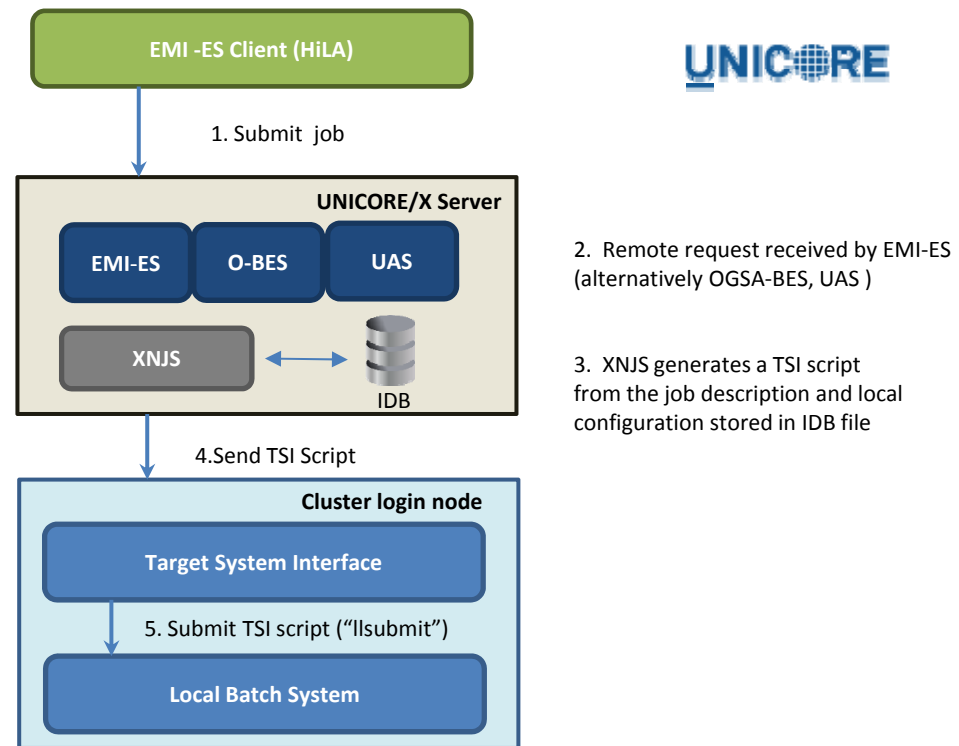 EMI -ES Client (HiLA)
UNICORE
1. Submit  job
UNICORE/X Server
EMI-ES
O-BES
UAS
2.  Remote request received by EMI-ES
(alternatively OGSA-BES, UAS )
XNJS
IDB
3.  XNJS generates a TSI script
from the job description and local
configuration stored in IDB file
4.Send TSI Script
Cluster login node
Target System Interface
5. Submit TSI script (“llsubmit”)
Local Batch System